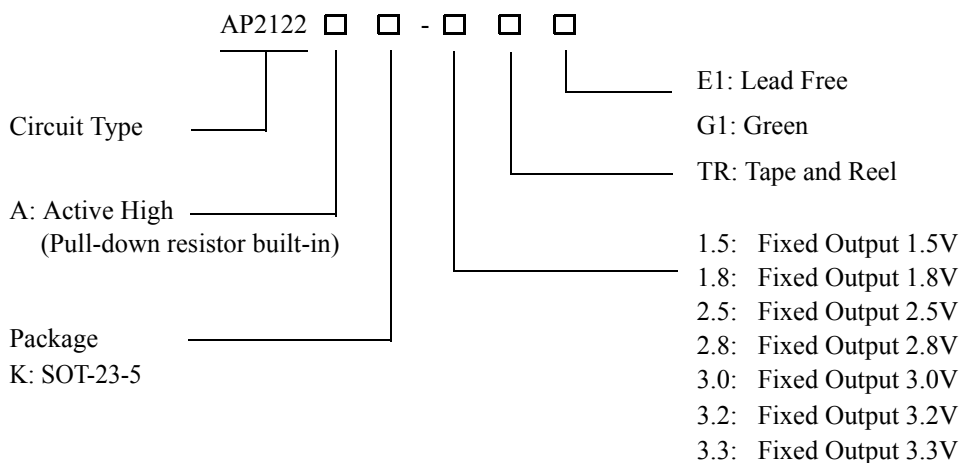 AP2122 -
E1: Lead Free
Circuit Type
G1: Green
TR: Tape and Reel
A: Active High
(Pull-down resistor built-in)
1.5: Fixed Output 1.5V
1.8: Fixed Output 1.8V
2.5: Fixed Output 2.5V
Package
2.8: Fixed Output 2.8V
K: SOT-23-5
3.0: Fixed Output 3.0V
3.2: Fixed Output 3.2V
3.3: Fixed Output 3.3V